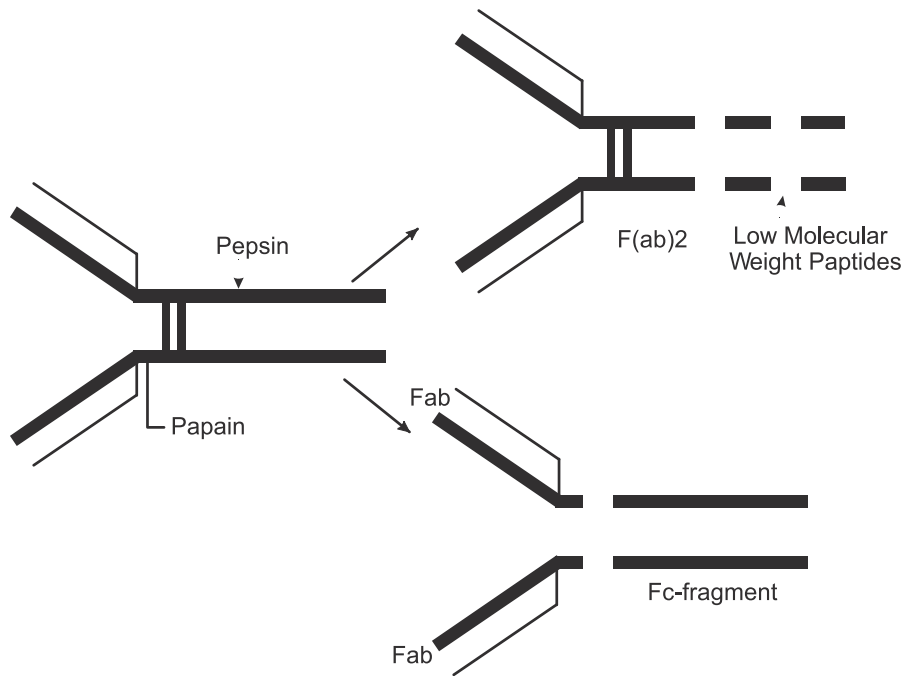 Pepsin
Papain
F(ab)2
Low Molecular
Weight Paptides
Fab
Fab
Fc-fragment